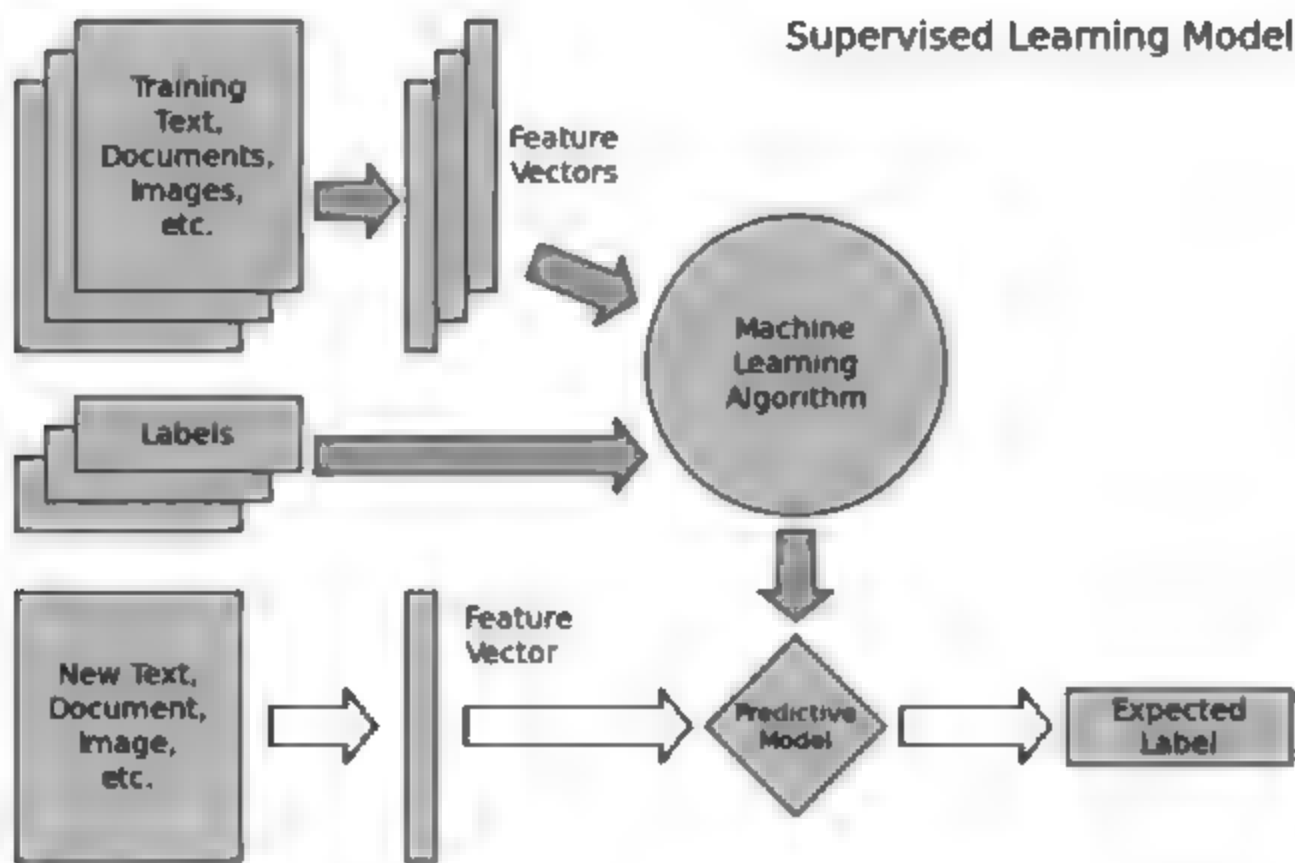 Supervised Learning Model
Training
Text,
Documents,
Images,
etc.
Feature
Vectors
Machine
Learning
Algorithm
Labels
New Text,
Document,
Image,
etc.
Feature
Vector
Predictive
Model
Expected
Label